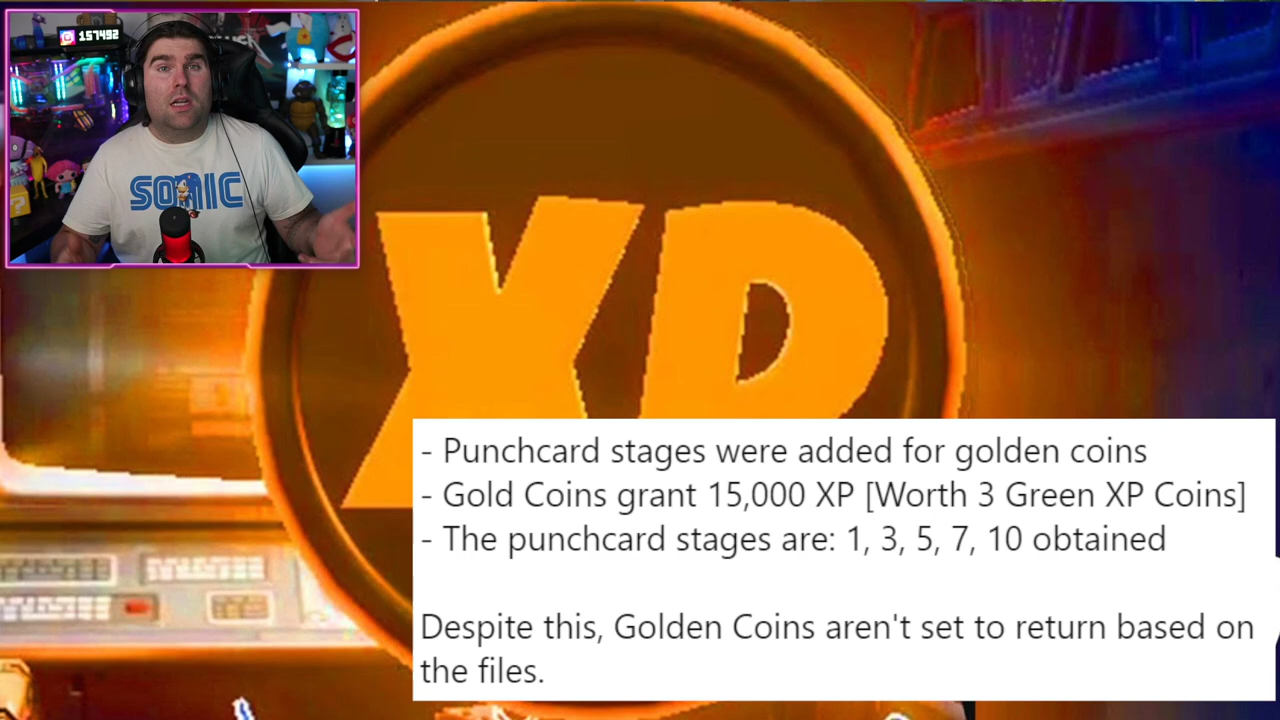 157492
SONIC
XP
- Punchcard stages were added for golden coins
- Gold Coins grant 15,000 XP [Worth 3 Green XP Coins]
- The punchcard stages are: 1, 3, 5, 7, 10 obtained
Despite this, Golden Coins aren't set to return based on
the files.